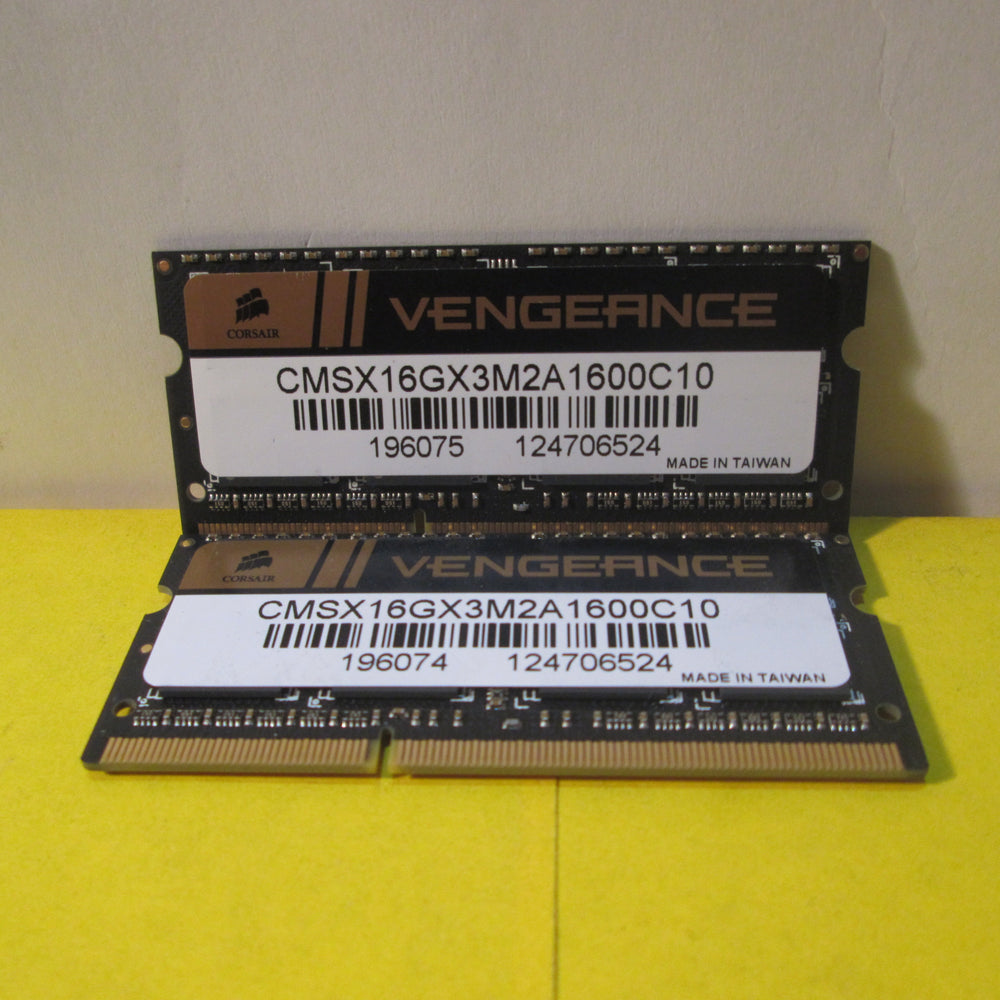 CORSAIR
VENGEANCE
CMSX16GX3M2A1600C10
196075 124706524
MADE IN TAIWAN
CORSAIR
VENGEANCE
CMSX16GX3M2A1600C10
196074 124706524
MADE IN TAIWAN